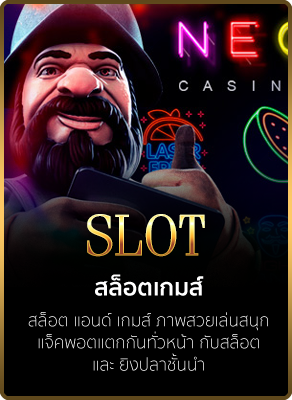 NEO
CASIN
LASER
FRUIT
SLOT
สล็อตเกมส์
สล็อต แอนด์ เกมส์ ภาพสวยเล่นสนุก
แจ็คพอตแตกกันทั่วหน้า กับสล็อต
และ ยิงปลาชั้นนำ